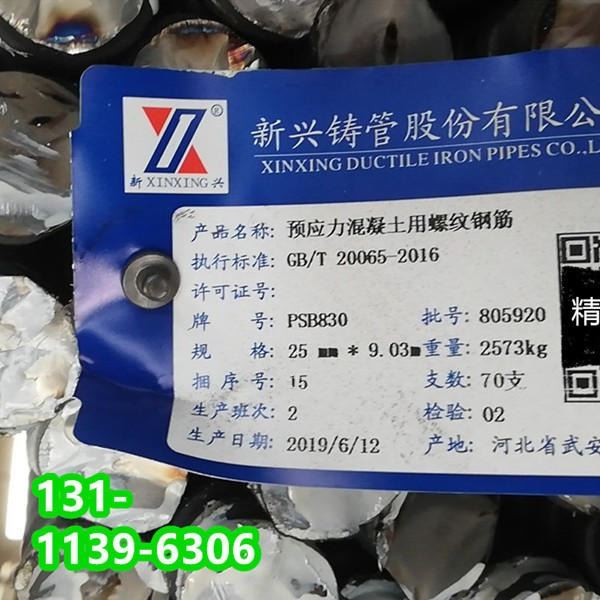 新兴铸管股份有限公
XINXING DUCTILE IRON PIPES CO.,L
新 XINXING 兴
产品名称: 预应力混凝土用螺纹钢筋
执行标准: GB/T 20065-2016
许可证号:
牌 号: PSB830 批号: 805920
规 格: 25 mm * 9.03m 重量: 2573kg
捆 序 号: 15 支数: 70支
生产班次: 2 检验: 02
生产日期: 2019/6/12 产地: 河北省武安
精
131-
1139-6306